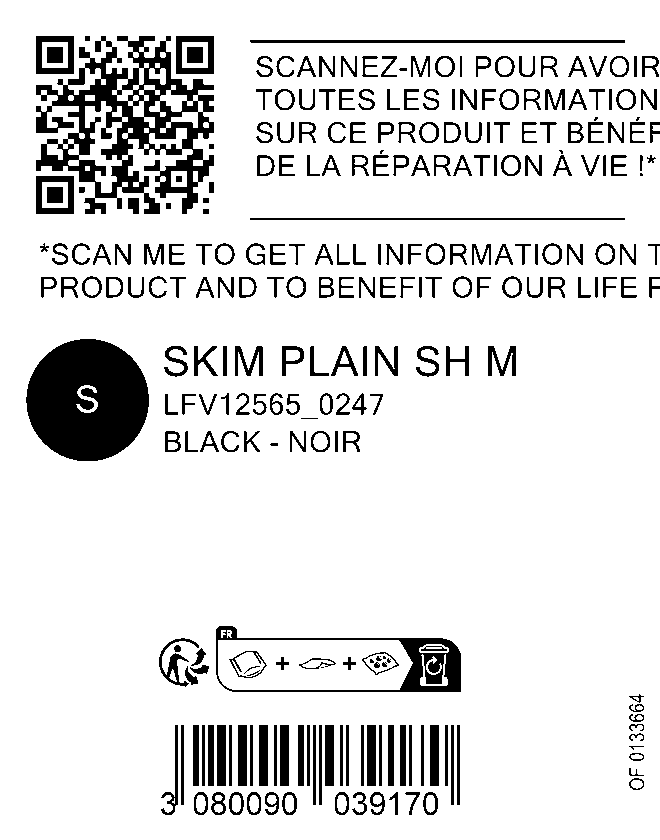 SCANNEZ-MOI POUR AVOIR
TOUTES LES INFORMATION
SUR CE PRODUIT ET BÉNÉF
DE LA RÉPARATION À VIE !*
*SCAN ME TO GET ALL INFORMATION ON T
PRODUCT AND TO BENEFIT OF OUR LIFE
S
SKIM PLAIN SH M
LFV12565_0247
BLACK - NOIR
FR
3 080090 039170
OF 0133664